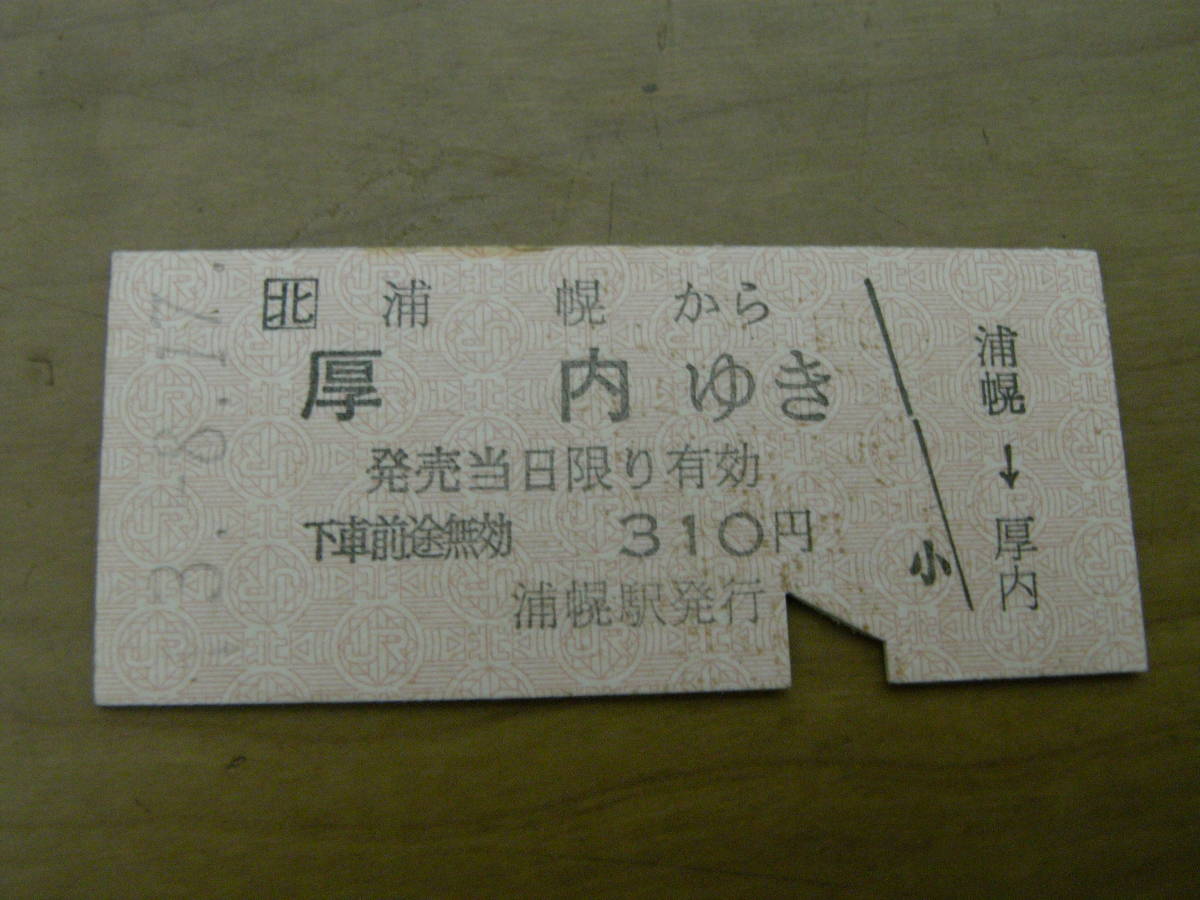 北 浦幌から
厚内ゆき
発売当日限り有効
下車前途無効 310円
浦幌駅発行
3.-8.17
浦幌→厚内
小